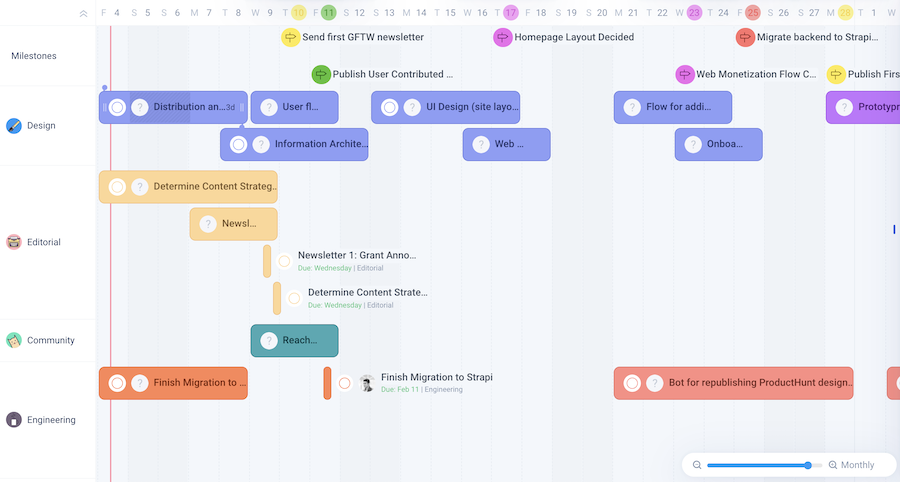 F 4 S 5 S 6 M 7 T 8 W 9 T 10 F 11 S 12 S 13 M 14 T 15 W 16 T 17 F 18 S 19 S 20 M 21 T 22 W 23 T 24 F 25 S 26 S 27 M 28 T 1 W
Milestones
Send first GFTW newsletter
Homepage Layout Decided
Migrate backend to Strapi...
Publish User Contributed ...
Web Monetization Flow C...
Publish Firs
Design
? Distribution an... 3d
? User fl...
? UI Design (site layo...
? Flow for addi...
? Prototypr
? Information Archite...
? Web ...
? Onboa...
Editorial
? Determine Content Strateg...
? Newsl...
Newsletter 1: Grant Anno...
Due: Wednesday | Editorial
Determine Content Strate...
Due: Wednesday | Editorial
Community
? Reach...
Engineering
? Finish Migration to ...
Finish Migration to Strapi
Due: Feb 11 | Engineering
? Bot for republishing ProductHunt design...
Monthly